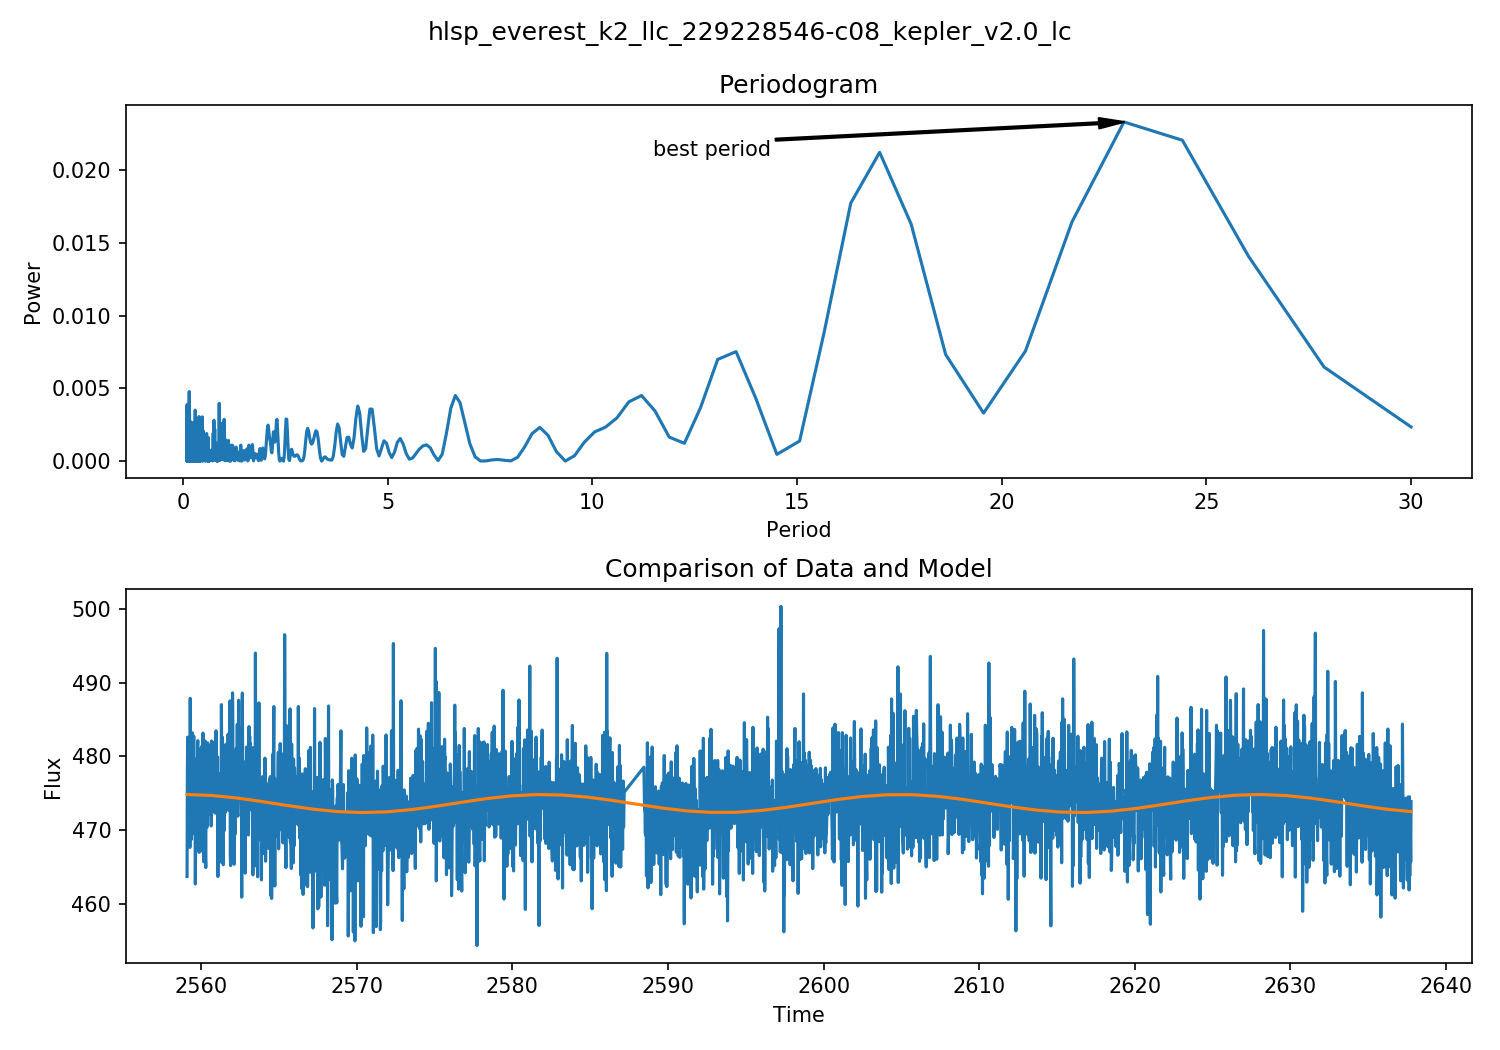 hlsp_everest_k2_llc_229228546-c08_kepler_v2.0_lc
Periodogram
best period
Power
0.020
0.015
0.010
0.005
0.000
0 5 10 15 20 25 30
Period
Comparison of Data and Model
Flux
500
490
480
470
460
2560 2570 2580 2590 2600 2610 2620 2630 2640
Time